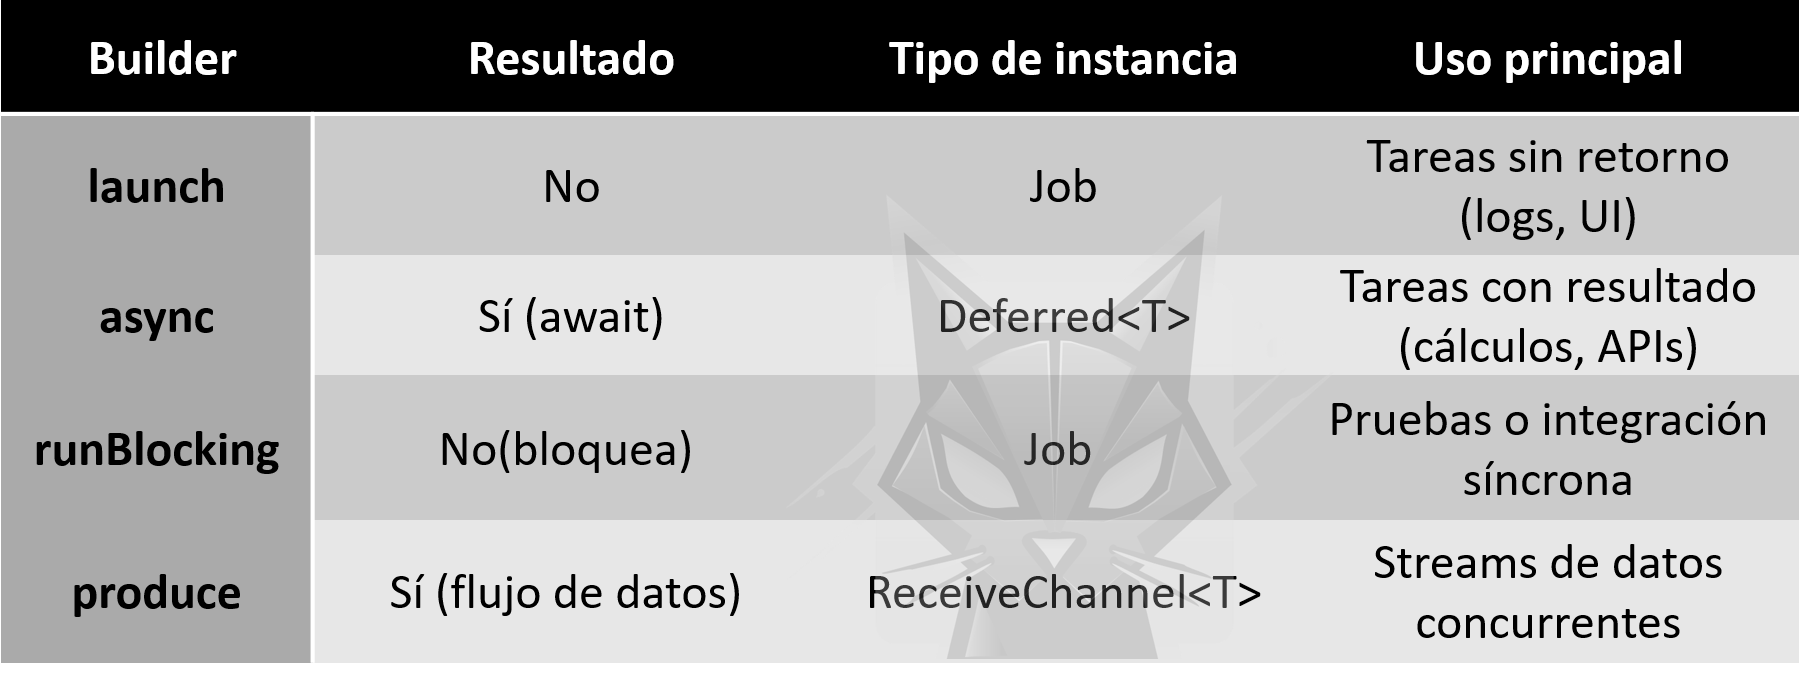 Builder Resultado Tipo de instancia Uso principal
launch No Job Tareas sin retorno
(logs, UI)
async Sí (await) Deferred<T> Tareas con resultado
(cálculos, APIs)
runBlocking No(bloquea) Job Pruebas o integración
síncrona
produce Sí (flujo de datos) ReceiveChannel<T> Streams de datos
concurrentes